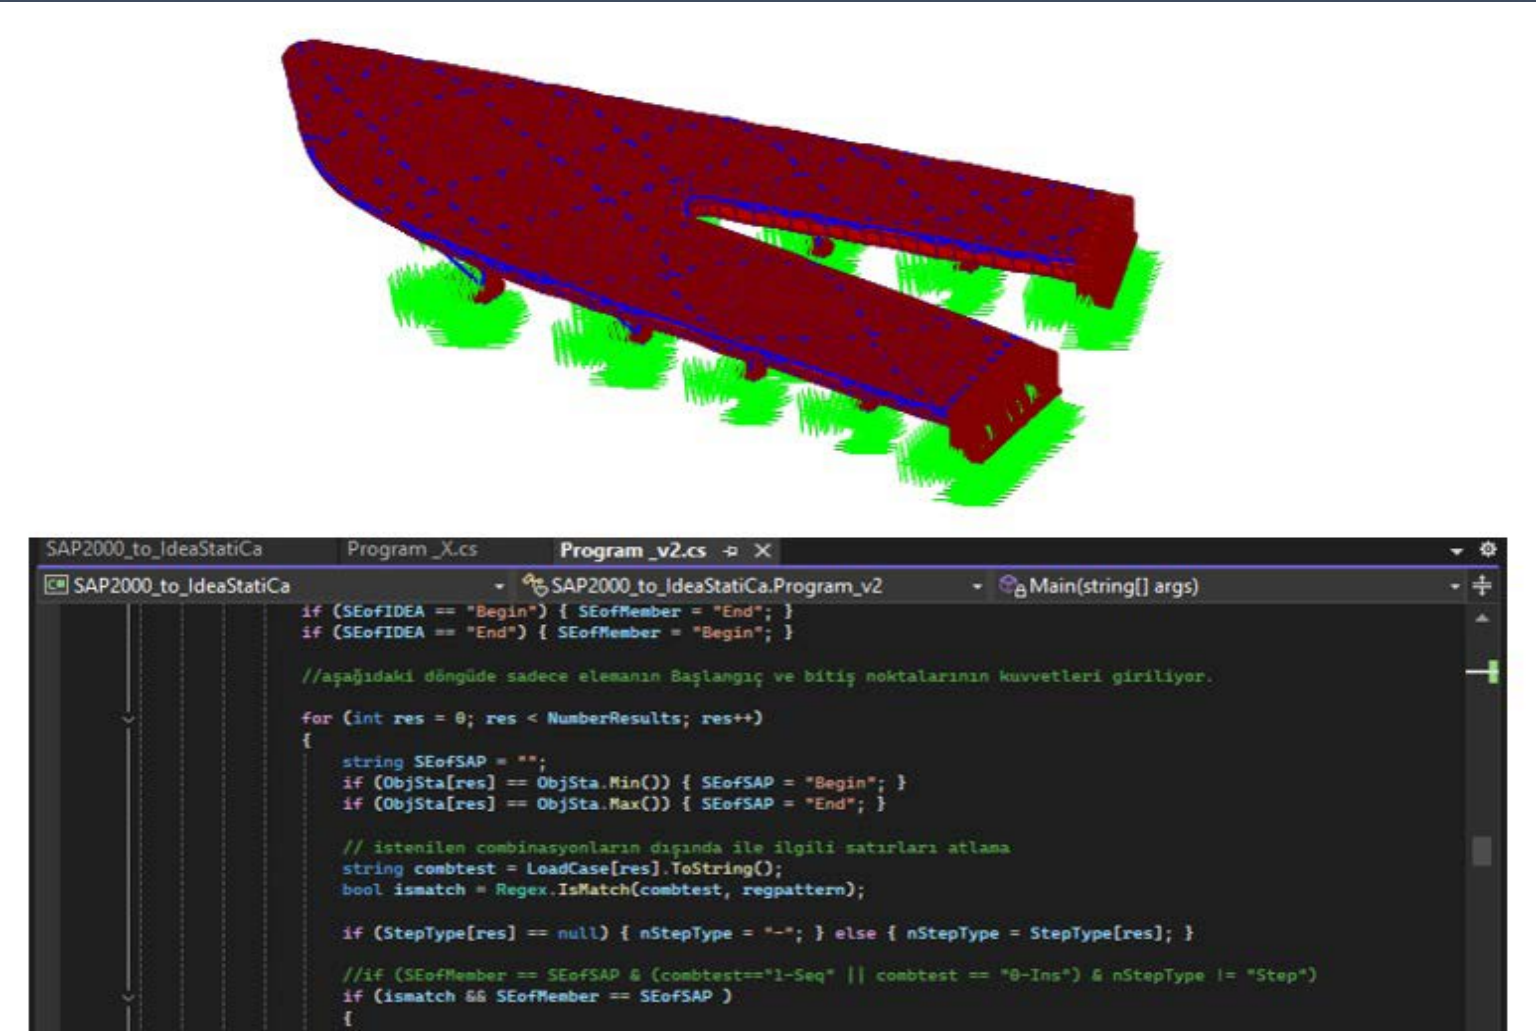 SAP2000_to_IdeaStatiCa Program _X.cs Program _v2.cs
SAP2000_to_IdeaStatiCa SAP2000_to_IdeaStatiCa.Program_v2 Main(string[] args)
if (SEofIDEA == "Begin") { SEofMember = "End"; }
if (SEofIDEA == "End") { SEofMember = "Begin"; }
//aşağıdaki döngüde sadece elemanın Başlangıç ve bitiş noktalarının kuvvetleri giriliyor.
for (int res = 0; res < NumberResults; res++)
{
string SEofSAP = "";
if (ObjSta[res] == ObjSta.Min()) { SEofSAP = "Begin"; }
if (ObjSta[res] == ObjSta.Max()) { SEofSAP = "End"; }
// istenilen combinasyonların dışında ile ilgili satırları atlama
string combtest = LoadCase[res].ToString();
bool ismatch = Regex.IsMatch(combtest, regpattern);
if (StepType[res] == null) { nStepType = "-"; } else { nStepType = StepType[res]; }
//if (SEofMember == SEofSAP & (combtest=="1-Seq" || combtest == "0-Ins") & nStepType != "Step")
if (ismatch && SEofMember == SEofSAP )
{